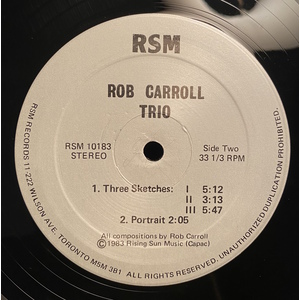 RSM
ROB CARROLL
TRIO
RSM 10183
STEREO
Side Two
33 1/3 RPM
1. Three Sketches: I 5:12
II 3:13
III 5:47
2. Portrait 2:05
All compositions by Rob Carroll
©1983 Rising Sun Music (Capac)
RSM RECORDS 11-222 WILSON AVE. TORONTO M5M 3B1 ALL RIGHTS RESERVED. UNAUTHORIZED DUPLICATION PROHIBITED.